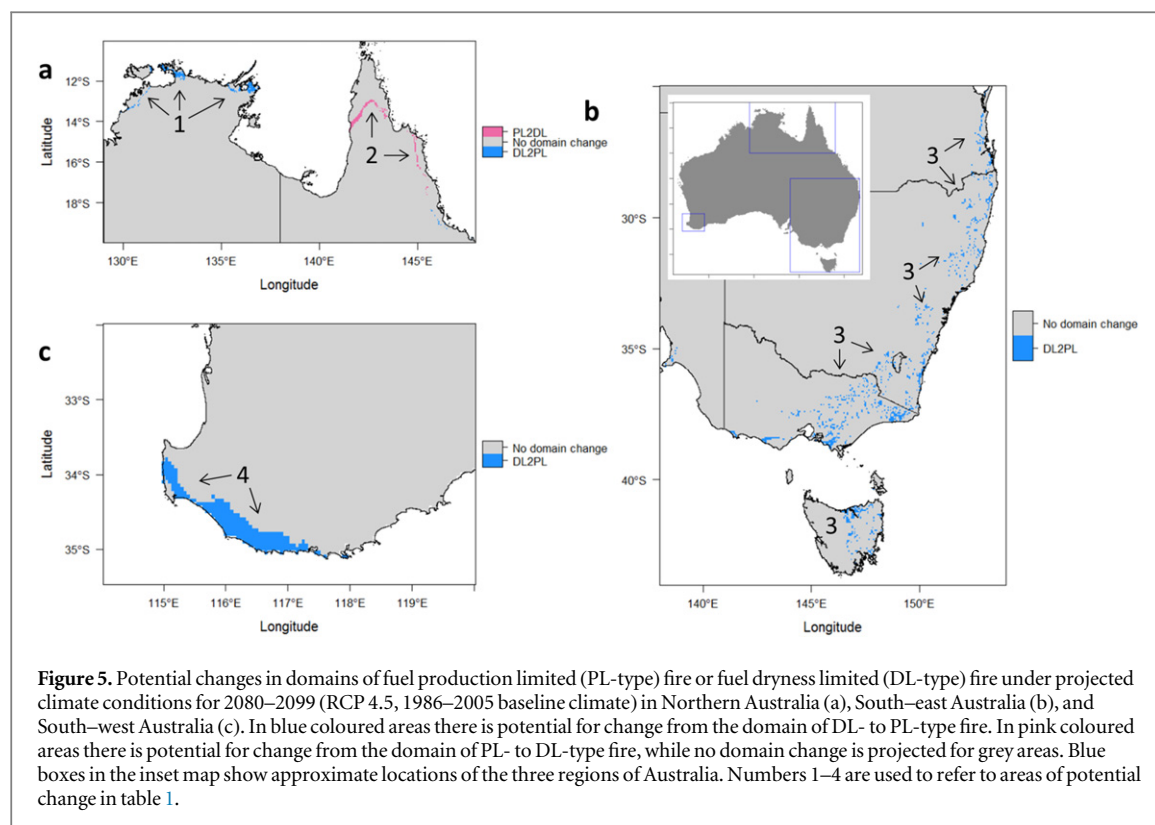 a
12°S
14°S
16°S
18°S
Latitude
130°E 135°E 140°E 145°E
Longitude
1
2
PL2DL
No domain change
DL2PL
b
30°S
35°S
40°S
Latitude
140°E 145°E 150°E
Longitude
3
3
3
3
No domain change
DL2PL
c
33°S
34°S
35°S
Latitude
115°E 116°E 117°E 118°E 119°E
Longitude
4
No domain change
DL2PL
Figure 5. Potential changes in domains of fuel production limited (PL-type) fire or fuel dryness limited (DL-type) fire under projected
climate conditions for 2080–2099 (RCP 4.5, 1986–2005 baseline climate) in Northern Australia (a), South–east Australia (b), and
South–west Australia (c). In blue coloured areas there is potential for change from the domain of DL- to PL-type fire. In pink coloured
areas there is potential for change from the domain of PL- to DL-type fire, while no domain change is projected for grey areas. Blue
boxes in the inset map show approximate locations of the three regions of Australia. Numbers 1–4 are used to refer to areas of potential
change in table 1.